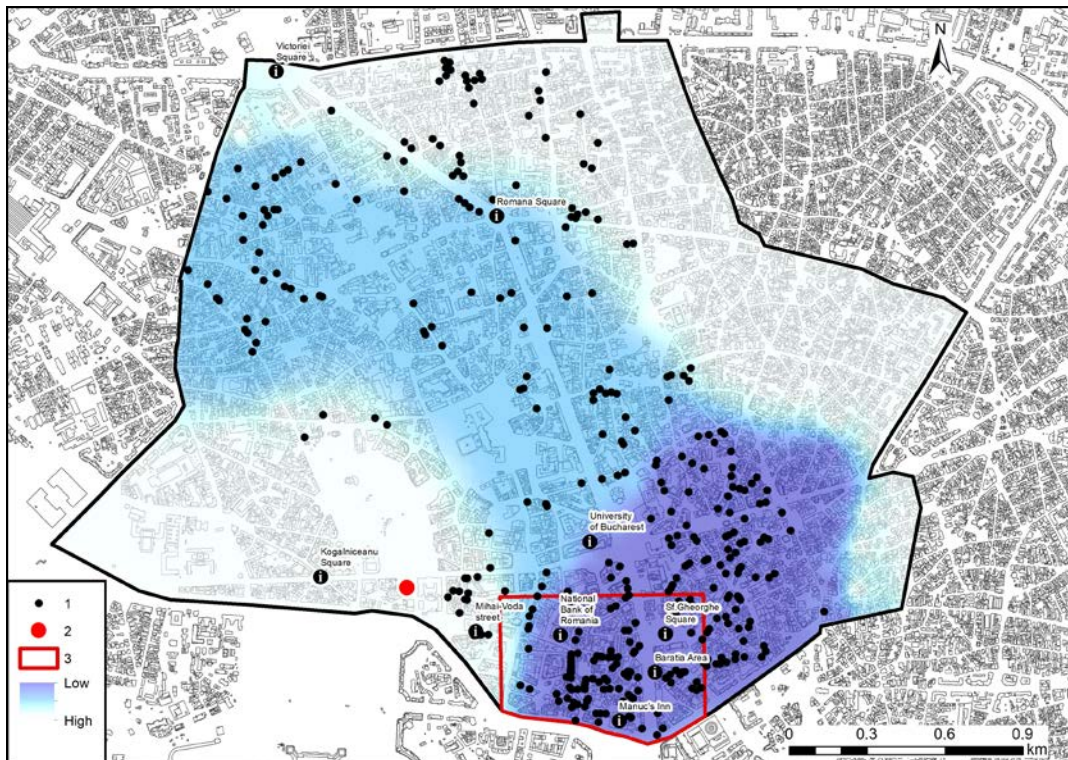 N
Victoriei
Square
Romana Square
University
of Bucharest
Kogalniceanu
Square
National
Bank of
Romania
Mihai-Voda
street
St.Gheorghe
Square
Baratia Area
Manuc's Inn
1
2
3
Low
High
0 0.3 0.6 0.9
km